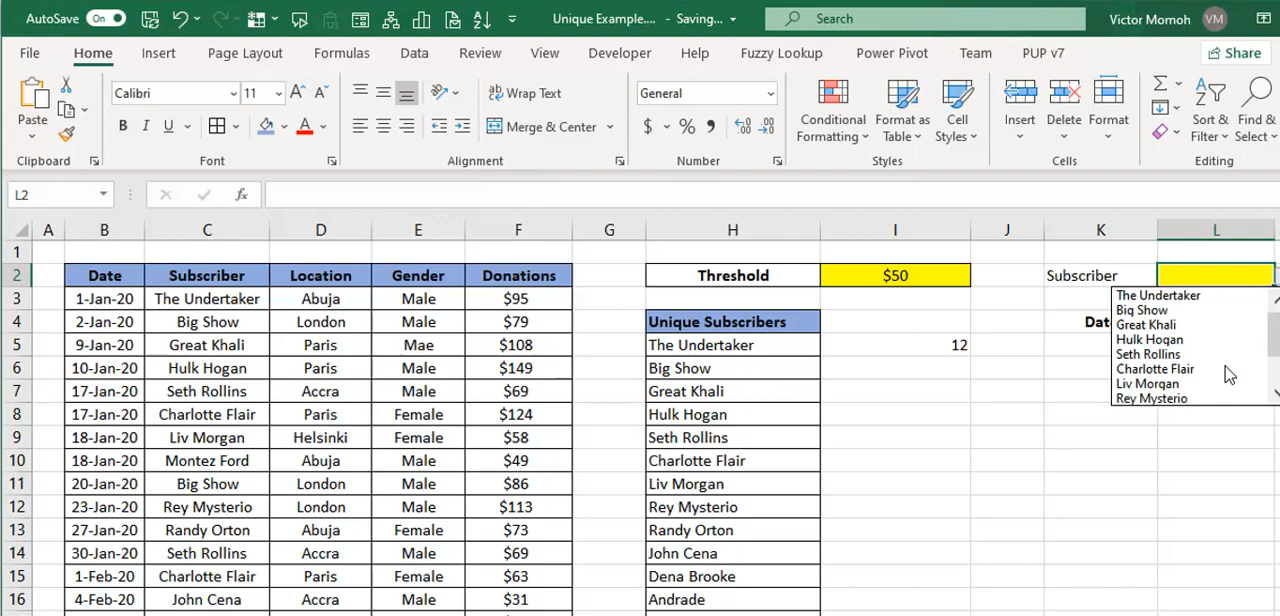 AutoSave On Unique Example.... - Saving... Search Victor Momoh VM
File Home Insert Page Layout Formulas Data Review View Developer Help Fuzzy Lookup Power Pivot Team PUP v7 Share
Calibri 11 A^ A˅ ab Wrap Text General
Paste B I U A Merge & Center $ % , Conditional Formatting Format as Table Cell Styles Insert Delete Format Sort & Filter Find & Select
Clipboard Font Alignment Number Styles Cells Editing
L2 fx
A B C D E F G H I J K L
1
2 Date Subscriber Location Gender Donations Threshold $50 Subscriber
3 1-Jan-20 The Undertaker Abuja Male $95
4 2-Jan-20 Big Show London Male $79 Unique Subscribers Dat
5 9-Jan-20 Great Khali Paris Mae $108 The Undertaker 12
6 10-Jan-20 Hulk Hogan Paris Male $149 Big Show
7 17-Jan-20 Seth Rollins Accra Male $69 Great Khali
8 17-Jan-20 Charlotte Flair Paris Female $124 Hulk Hogan
9 18-Jan-20 Liv Morgan Helsinki Female $58 Seth Rollins
10 18-Jan-20 Montez Ford Abuja Male $49 Charlotte Flair
11 20-Jan-20 Big Show London Male $86 Liv Morgan
12 23-Jan-20 Rey Mysterio London Male $113 Rey Mysterio
13 27-Jan-20 Randy Orton Abuja Female $73 Randy Orton
14 30-Jan-20 Seth Rollins Accra Male $69 John Cena
15 1-Feb-20 Charlotte Flair Paris Female $63 Dena Brooke
16 4-Feb-20 John Cena Accra Male $31 Andrade
The Undertaker
Big Show
Great Khali
Hulk Hogan
Seth Rollins
Charlotte Flair
Liv Morgan
Rey Mysterio